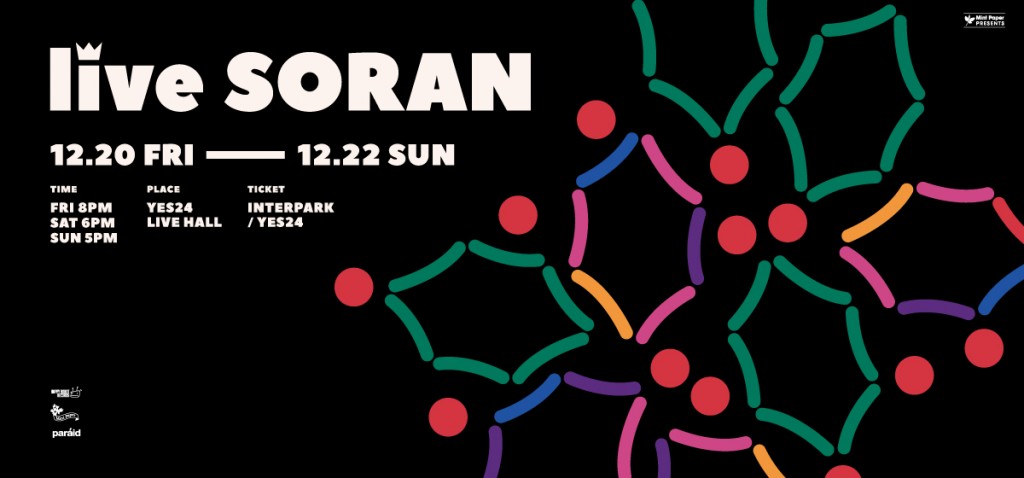 Mint Paper
PRESENTS
live SORAN
12.20 FRI 12.22 SUN
TIME
FRI 8PM
SAT 6PM
SUN 5PM
PLACE
YES24
LIVE HALL
TICKET
INTERPARK
/ YES24
paraid